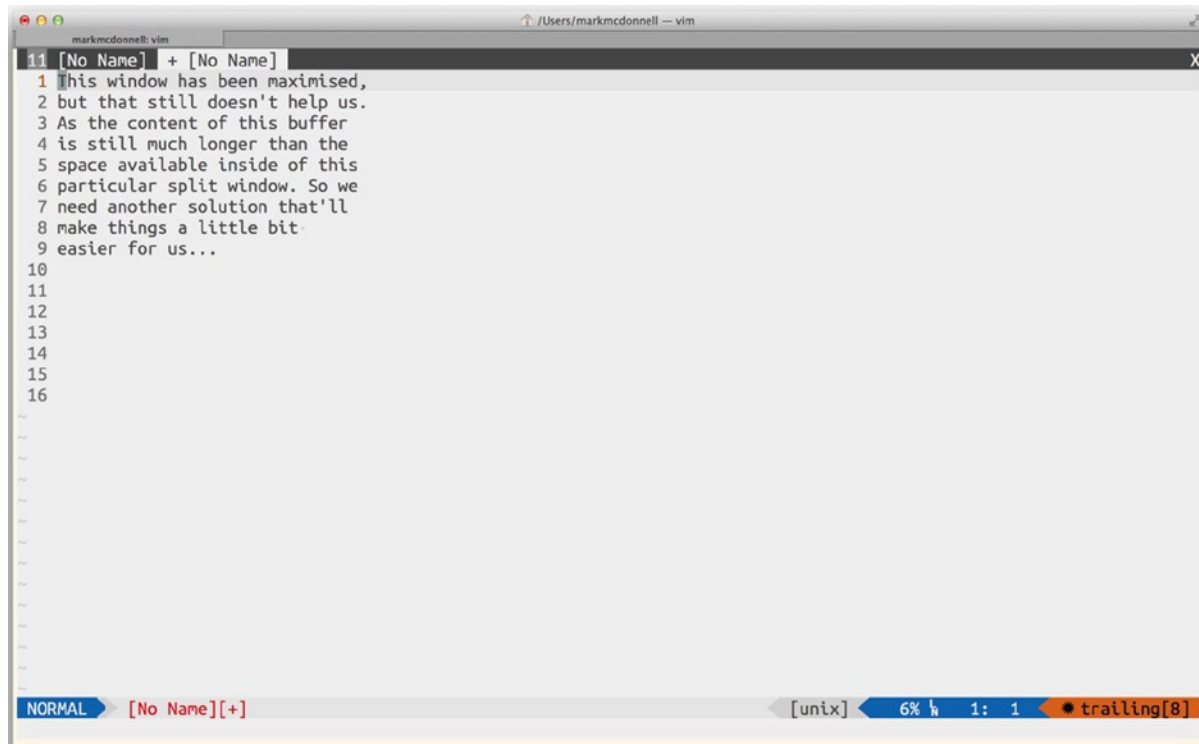 /Users/markmcdonnell — vim
markmcdonnell: vim
11 [No Name] + [No Name] X
1 This window has been maximised,
2 but that still doesn't help us.
3 As the content of this buffer
4 is still much longer than the
5 space available inside of this
6 particular split window. So we
7 need another solution that'll
8 make things a little bit
9 easier for us...
10
11
12
13
14
15
16
~
~
~
~
~
~
~
~
~
~
~
~
~
~
NORMAL [No Name][+] [unix] 6% 1: 1 trailing[8]